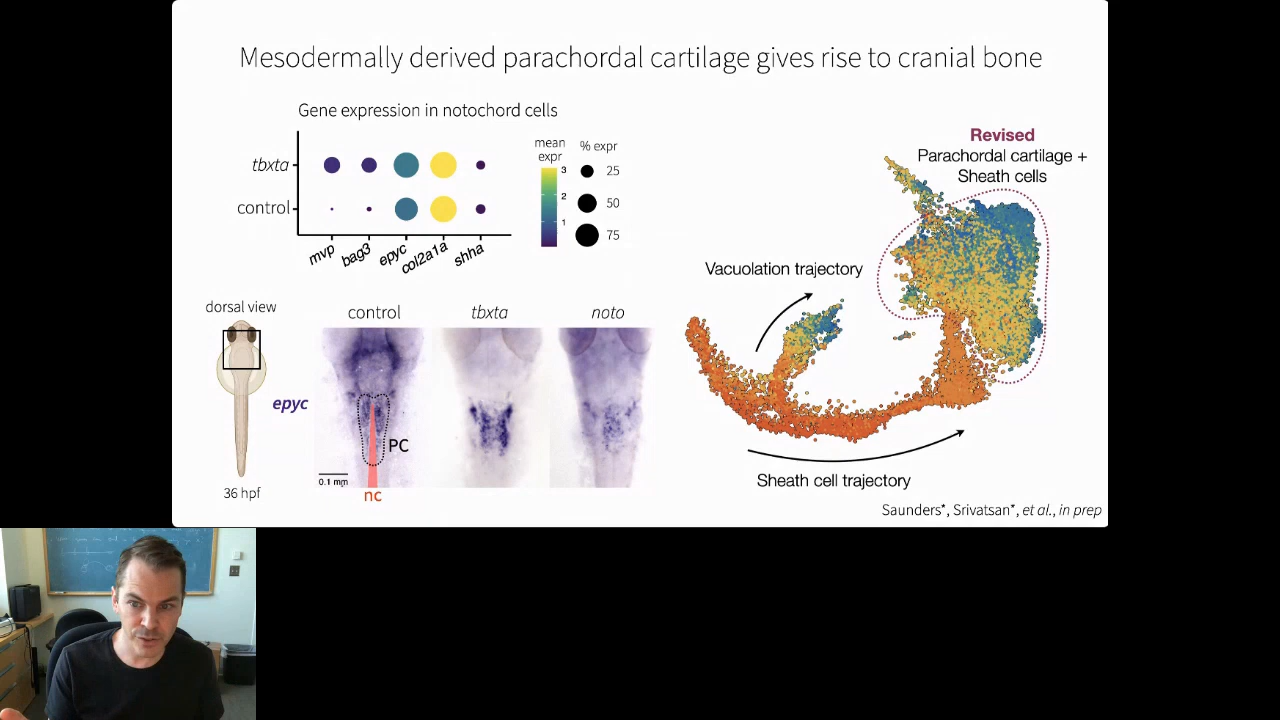 Mesodermally derived parachordal cartilage gives rise to cranial bone
Gene expression in notochord cells
tbxta
control
mvp
bag3
epyc
col2a1a
shha
mean
expr
3
2
1
% expr
25
50
75
Revised
Parachordal cartilage +
Sheath cells
Vacuolation trajectory
Sheath cell trajectory
dorsal view
36 hpf
epyc
control
tbxta
noto
PC
0.1 mm
nc
Saunders*, Srivatsan*, et al., in prep